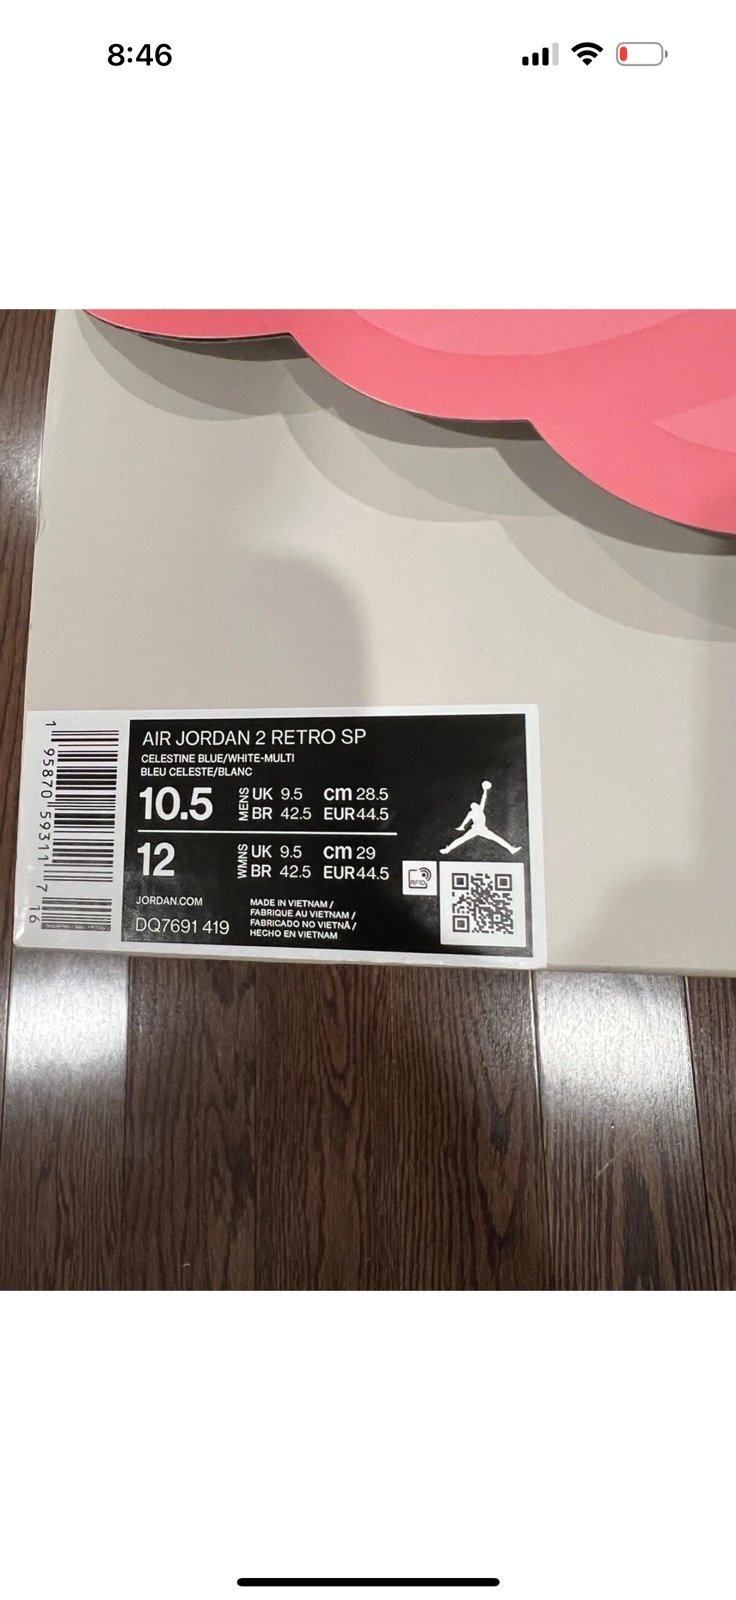 8:46
AIR JORDAN 2 RETRO SP
CELESTINE BLUE/WHITE-MULTI
BLEU CELESTE/BLANC
10.5 MENS UK 9.5 cm 28.5
BR 42.5 EUR 44.5
12 WMNS UK 9.5 cm 29
BR 42.5 EUR 44.5
RFID
JORDAN.COM
DQ7691 419
MADE IN VIETNAM /
FABRIQUE AU VIETNAM /
FABRICADO NO VIETNÃ /
HECHO EN VIETNAM
1 95870 59311 7 16